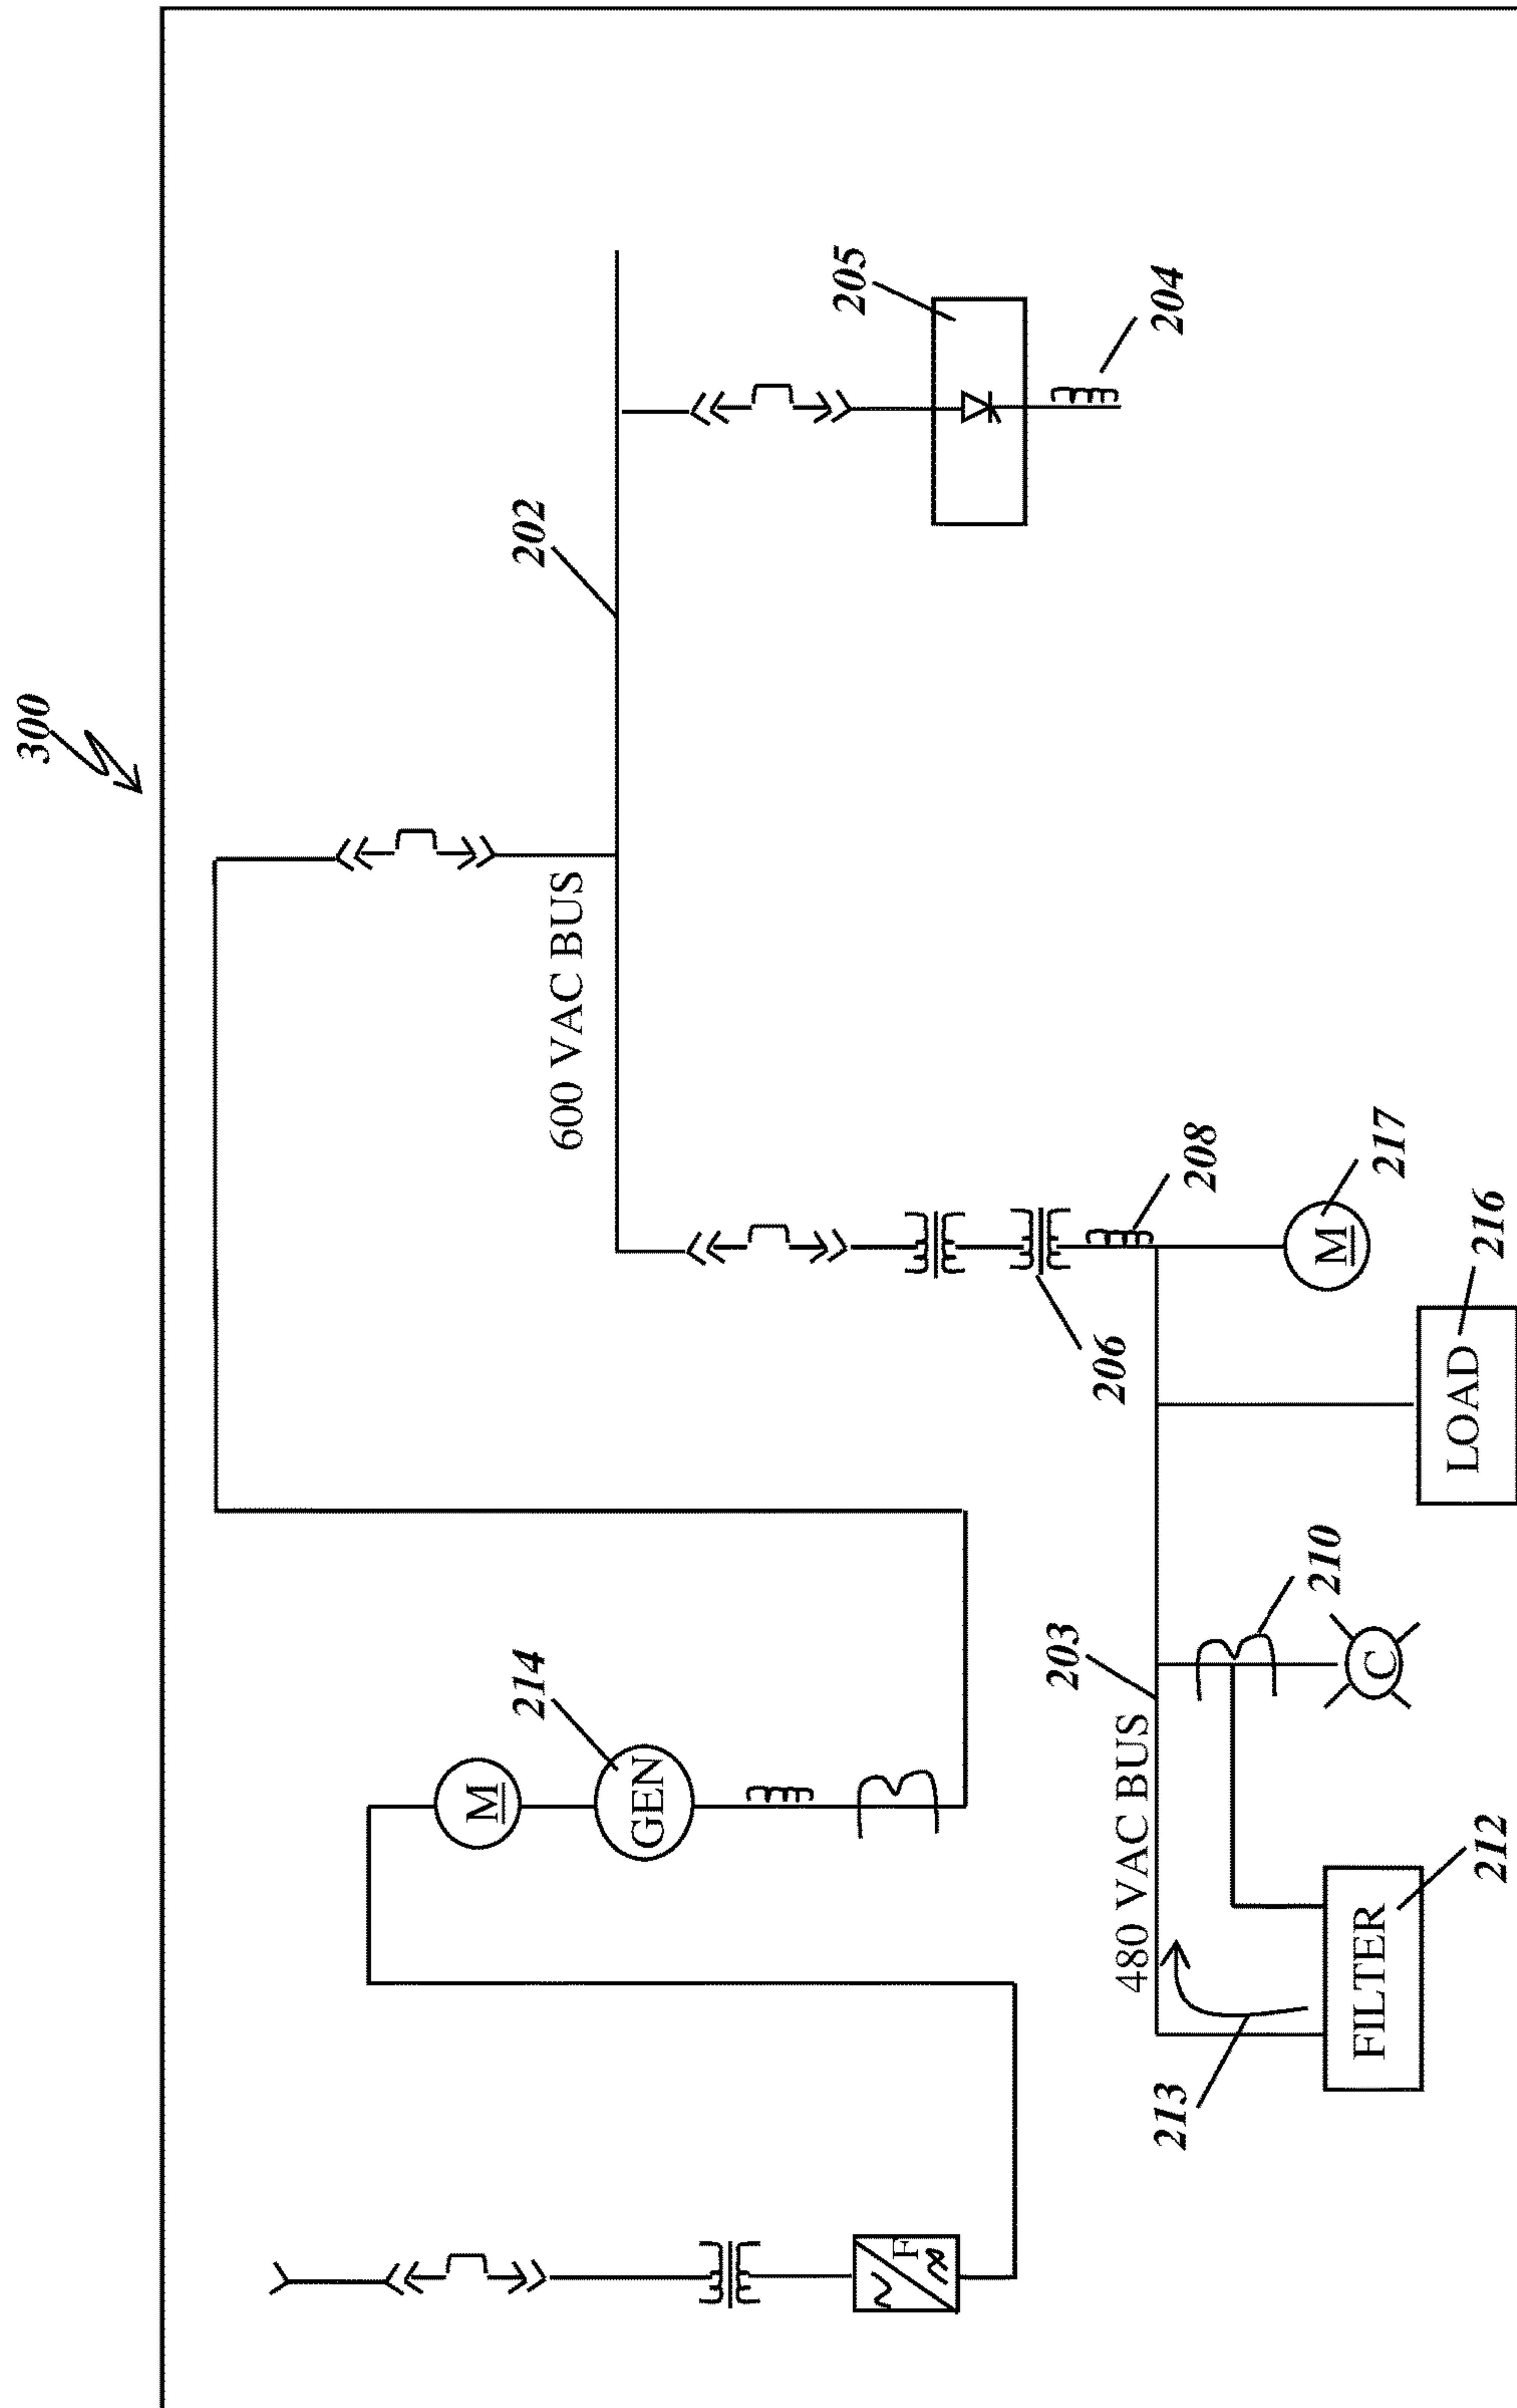 300
202
205
204
600 VAC BUS
208
217
206
216
LOAD
214
M
GEN
M
203
210
480 VAC BUS
C
213
FILTER
212
F